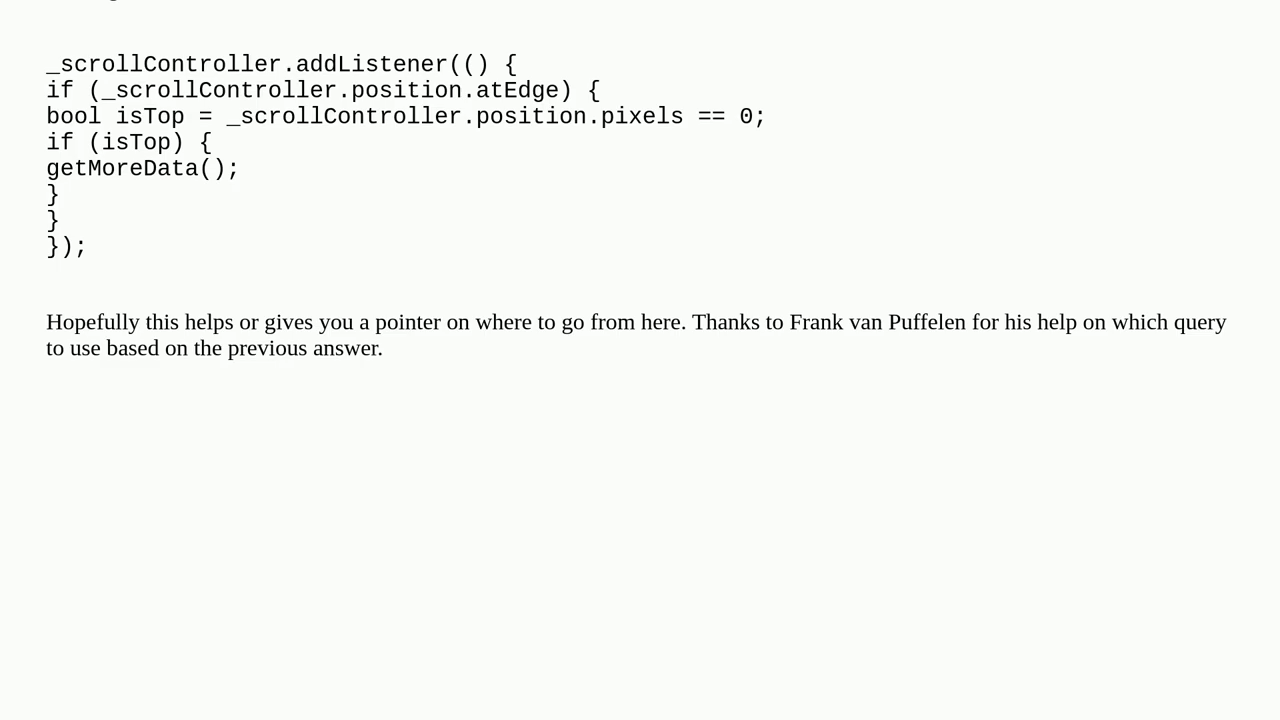 _scrollController.addListener(() {
if (_scrollController.position.atEdge) {
bool isTop = _scrollController.position.pixels == 0;
if (isTop) {
getMoreData();
}
}
});
Hopefully this helps or gives you a pointer on where to go from here. Thanks to Frank van Puffelen for his help on which query
to use based on the previous answer.